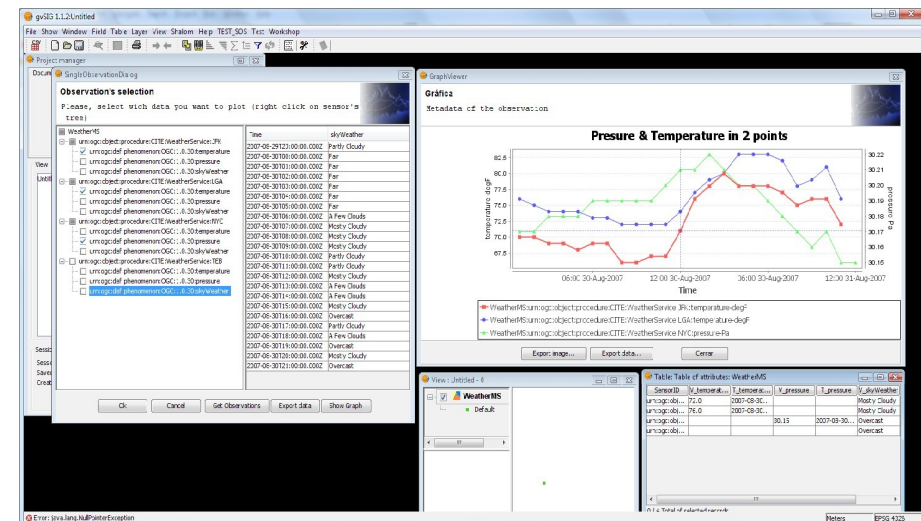 gvSIG 1.1.2:Untitled
File Show Window Field Table Layer View Shalom Help TEST_SOS Test Workshop
Project manager
SingleObservationDialog
Observation's selection
Please, select wich data you want to plot (right click on sensor's tree)
WeatherMS
urn:ogc:object:procedure:CITE:WeatherService:JFK
urn:ogc:def:phenomenon:OGC:1.0.30:temperature
urn:ogc:def:phenomenon:OGC:1.0.30:pressure
urn:ogc:def:phenomenon:OGC:1.0.30:skyWeather
urn:ogc:object:procedure:CITE:WeatherService:LGA
urn:ogc:def:phenomenon:OGC:1.0.30:temperature
urn:ogc:def:phenomenon:OGC:1.0.30:pressure
urn:ogc:def:phenomenon:OGC:1.0.30:skyWeather
urn:ogc:object:procedure:CITE:WeatherService:NYC
urn:ogc:def:phenomenon:OGC:1.0.30:temperature
urn:ogc:def:phenomenon:OGC:1.0.30:pressure
urn:ogc:def:phenomenon:OGC:1.0.30:skyWeather
urn:ogc:object:procedure:CITE:WeatherService:TEB
urn:ogc:def:phenomenon:OGC:1.0.30:temperature
urn:ogc:def:phenomenon:OGC:1.0.30:pressure
urn:ogc:def:phenomenon:OGC:1.0.30:skyWeather
Time skyWeather
2007-08-29T23:00:00.000Z Partly Cloudy
2007-08-30T00:00:00.000Z Fair
2007-08-30T01:00:00.000Z Fair
2007-08-30T02:00:00.000Z Fair
2007-08-30T03:00:00.000Z Fair
2007-08-30T04:00:00.000Z Fair
2007-08-30T05:00:00.000Z Fair
2007-08-30T06:00:00.000Z A Few Clouds
2007-08-30T07:00:00.000Z Mostly Cloudy
2007-08-30T08:00:00.000Z Mostly Cloudy
2007-08-30T09:00:00.000Z Mostly Cloudy
2007-08-30T10:00:00.000Z Partly Cloudy
2007-08-30T11:00:00.000Z Partly Cloudy
2007-08-30T12:00:00.000Z Mostly Cloudy
2007-08-30T13:00:00.000Z A Few Clouds
2007-08-30T14:00:00.000Z A Few Clouds
2007-08-30T15:00:00.000Z Mostly Cloudy
2007-08-30T16:00:00.000Z Overcast
2007-08-30T17:00:00.000Z Partly Cloudy
2007-08-30T18:00:00.000Z A Few Clouds
2007-08-30T19:00:00.000Z Overcast
2007-08-30T20:00:00.000Z Mostly Cloudy
2007-08-30T21:00:00.000Z Overcast
Ok Cancel Get Observations Export data Show Graph
GraphViewer
Gráfica
Metadata of the observation
Presure & Temperature in 2 points
temperature degF
82.5
80.0
77.5
75.0
72.5
70.0
67.5
30.22
30.21
30.20
30.19
30.18
30.17
30.16
30.15
pressure Pa
06:00 30-Aug-2007 12:00 30-Aug-2007 12:00 31-Aug-2007
Time
WeatherMS:urn:ogc:object:procedure:CITE:WeatherService JFK:temperature-degF
WeatherMS:urn:ogc:object:procedure:CITE:WeatherService LGA:temperature-degF
WeatherMS:urn:ogc:object:procedure:CITE:WeatherService NYC:pressure-Pa
Export image... Export data... Cerrar
View : Untitled - 0
WeatherMS
Default
Table: Table of attributes: WeatherMS
SensorID V_temperat... T_temperat... V_pressure T_pressure V_skyWeather
urn:ogc:obj... 72.0 2007-08-30... Mostly Cloudy
urn:ogc:obj... 76.0 2007-08-30... Mostly Cloudy
urn:ogc:obj... 30.15 2007-08-30... Overcast
urn:ogc:obj... Overcast
0 / 4 Total of selected records
Error: java.lang.NullPointerException
Meters
EPSG:4326